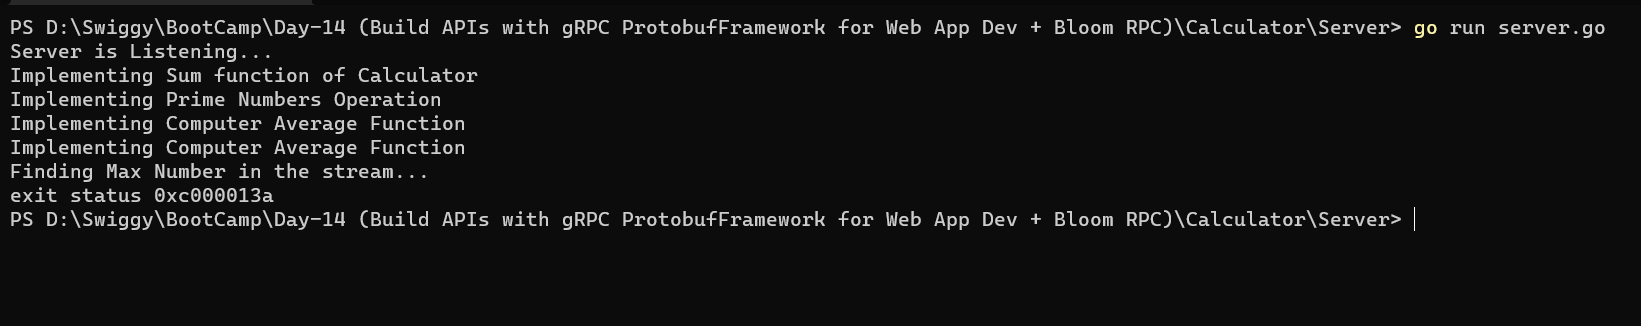 PS D:\Swiggy\BootCamp\Day-14 (Build APIs with gRPC ProtobufFramework for Web App Dev + Bloom RPC)\Calculator\Server> go run server.go
Server is Listening...
Implementing Sum function of Calculator
Implementing Prime Numbers Operation
Implementing Computer Average Function
Implementing Computer Average Function
Finding Max Number in the stream...
exit status 0xc000013a
PS D:\Swiggy\BootCamp\Day-14 (Build APIs with gRPC ProtobufFramework for Web App Dev + Bloom RPC)\Calculator\Server>